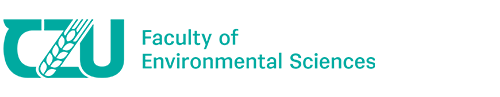 CZU
Faculty of
Environmental Sciences